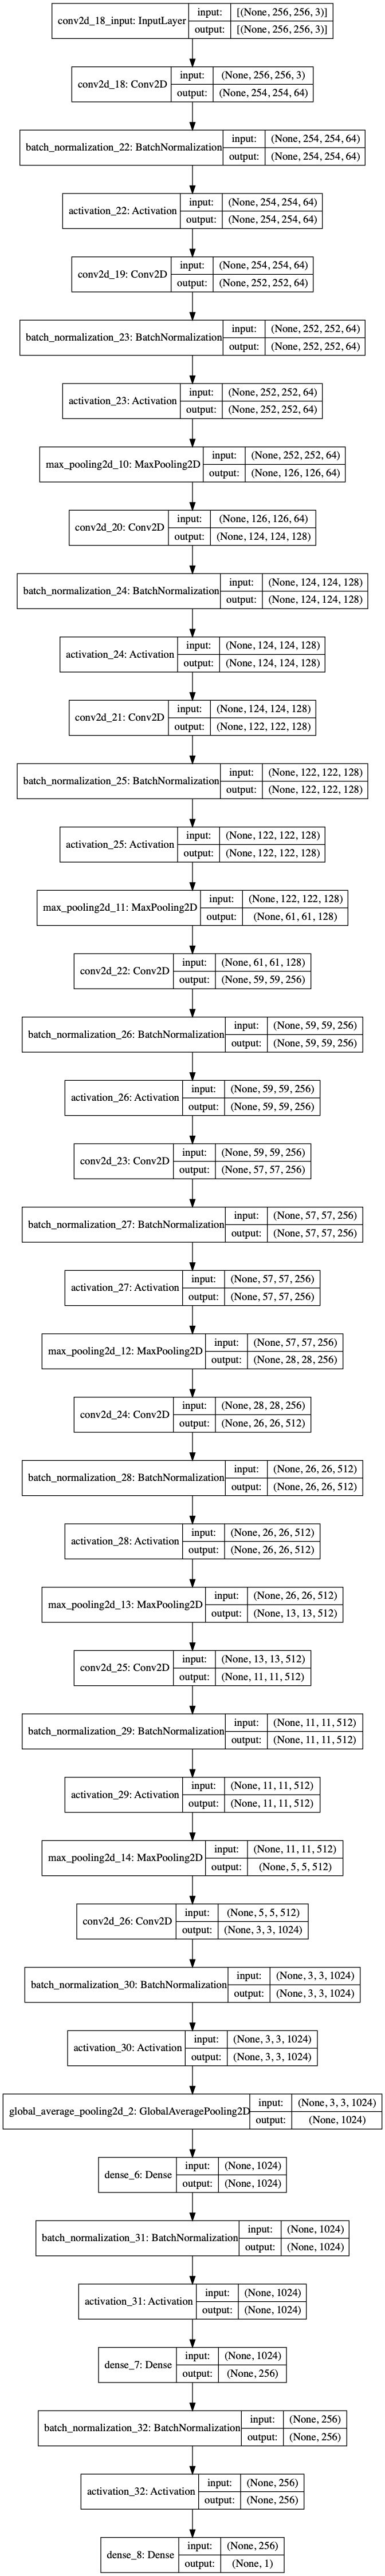 conv2d_18_input: InputLayer input: [(None, 256, 256, 3)]
output: [(None, 256, 256, 3)]
conv2d_18: Conv2D input: (None, 256, 256, 3)
output: (None, 254, 254, 64)
batch_normalization_22: BatchNormalization input: (None, 254, 254, 64)
output: (None, 254, 254, 64)
activation_22: Activation input: (None, 254, 254, 64)
output: (None, 254, 254, 64)
conv2d_19: Conv2D input: (None, 254, 254, 64)
output: (None, 252, 252, 64)
batch_normalization_23: BatchNormalization input: (None, 252, 252, 64)
output: (None, 252, 252, 64)
activation_23: Activation input: (None, 252, 252, 64)
output: (None, 252, 252, 64)
max_pooling2d_10: MaxPooling2D input: (None, 252, 252, 64)
output: (None, 126, 126, 64)
conv2d_20: Conv2D input: (None, 126, 126, 64)
output: (None, 124, 124, 128)
batch_normalization_24: BatchNormalization input: (None, 124, 124, 128)
output: (None, 124, 124, 128)
activation_24: Activation input: (None, 124, 124, 128)
output: (None, 124, 124, 128)
conv2d_21: Conv2D input: (None, 124, 124, 128)
output: (None, 122, 122, 128)
batch_normalization_25: BatchNormalization input: (None, 122, 122, 128)
output: (None, 122, 122, 128)
activation_25: Activation input: (None, 122, 122, 128)
output: (None, 122, 122, 128)
max_pooling2d_11: MaxPooling2D input: (None, 122, 122, 128)
output: (None, 61, 61, 128)
conv2d_22: Conv2D input: (None, 61, 61, 128)
output: (None, 59, 59, 256)
batch_normalization_26: BatchNormalization input: (None, 59, 59, 256)
output: (None, 59, 59, 256)
activation_26: Activation input: (None, 59, 59, 256)
output: (None, 59, 59, 256)
conv2d_23: Conv2D input: (None, 59, 59, 256)
output: (None, 57, 57, 256)
batch_normalization_27: BatchNormalization input: (None, 57, 57, 256)
output: (None, 57, 57, 256)
activation_27: Activation input: (None, 57, 57, 256)
output: (None, 57, 57, 256)
max_pooling2d_12: MaxPooling2D input: (None, 57, 57, 256)
output: (None, 28, 28, 256)
conv2d_24: Conv2D input: (None, 28, 28, 256)
output: (None, 26, 26, 512)
batch_normalization_28: BatchNormalization input: (None, 26, 26, 512)
output: (None, 26, 26, 512)
activation_28: Activation input: (None, 26, 26, 512)
output: (None, 26, 26, 512)
max_pooling2d_13: MaxPooling2D input: (None, 26, 26, 512)
output: (None, 13, 13, 512)
conv2d_25: Conv2D input: (None, 13, 13, 512)
output: (None, 11, 11, 512)
batch_normalization_29: BatchNormalization input: (None, 11, 11, 512)
output: (None, 11, 11, 512)
activation_29: Activation input: (None, 11, 11, 512)
output: (None, 11, 11, 512)
max_pooling2d_14: MaxPooling2D input: (None, 11, 11, 512)
output: (None, 5, 5, 512)
conv2d_26: Conv2D input: (None, 5, 5, 512)
output: (None, 3, 3, 1024)
batch_normalization_30: BatchNormalization input: (None, 3, 3, 1024)
output: (None, 3, 3, 1024)
activation_30: Activation input: (None, 3, 3, 1024)
output: (None, 3, 3, 1024)
global_average_pooling2d_2: GlobalAveragePooling2D input: (None, 3, 3, 1024)
output: (None, 1024)
dense_6: Dense input: (None, 1024)
output: (None, 1024)
batch_normalization_31: BatchNormalization input: (None, 1024)
output: (None, 1024)
activation_31: Activation input: (None, 1024)
output: (None, 1024)
dense_7: Dense input: (None, 1024)
output: (None, 256)
batch_normalization_32: BatchNormalization input: (None, 256)
output: (None, 256)
activation_32: Activation input: (None, 256)
output: (None, 256)
dense_8: Dense input: (None, 256)
output: (None, 1)